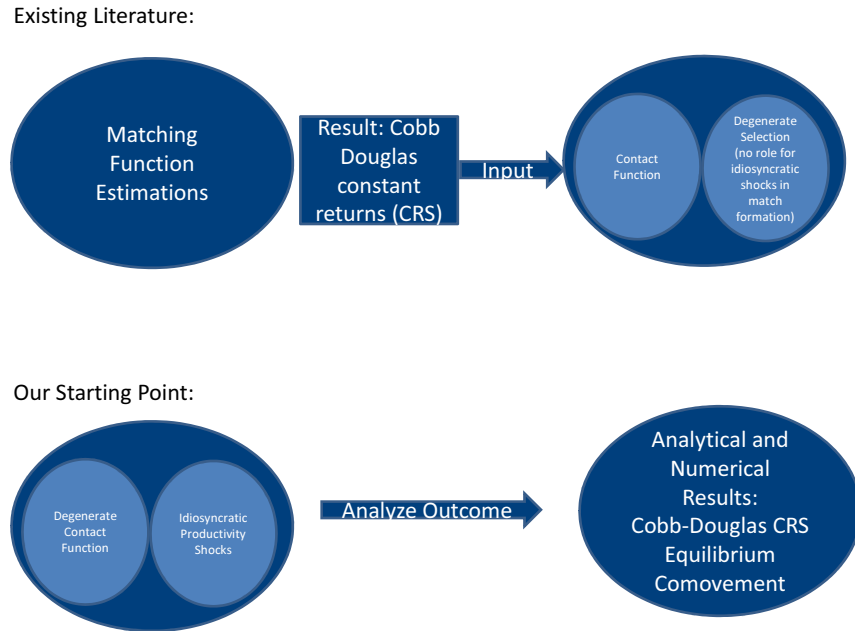 Existing Literature:
Matching
Function
Estimations
Result: Cobb
Douglas
constant
returns (CRS)
Input
Contact
Function
Degenerate
Selection
(no role for
idiosyncratic
shocks in
match
formation)
Our Starting Point:
Degenerate
Contact
Function
Idiosyncratic
Productivity
Shocks
Analyze Outcome
Analytical and
Numerical
Results:
Cobb-Douglas CRS
Equilibrium
Comovement